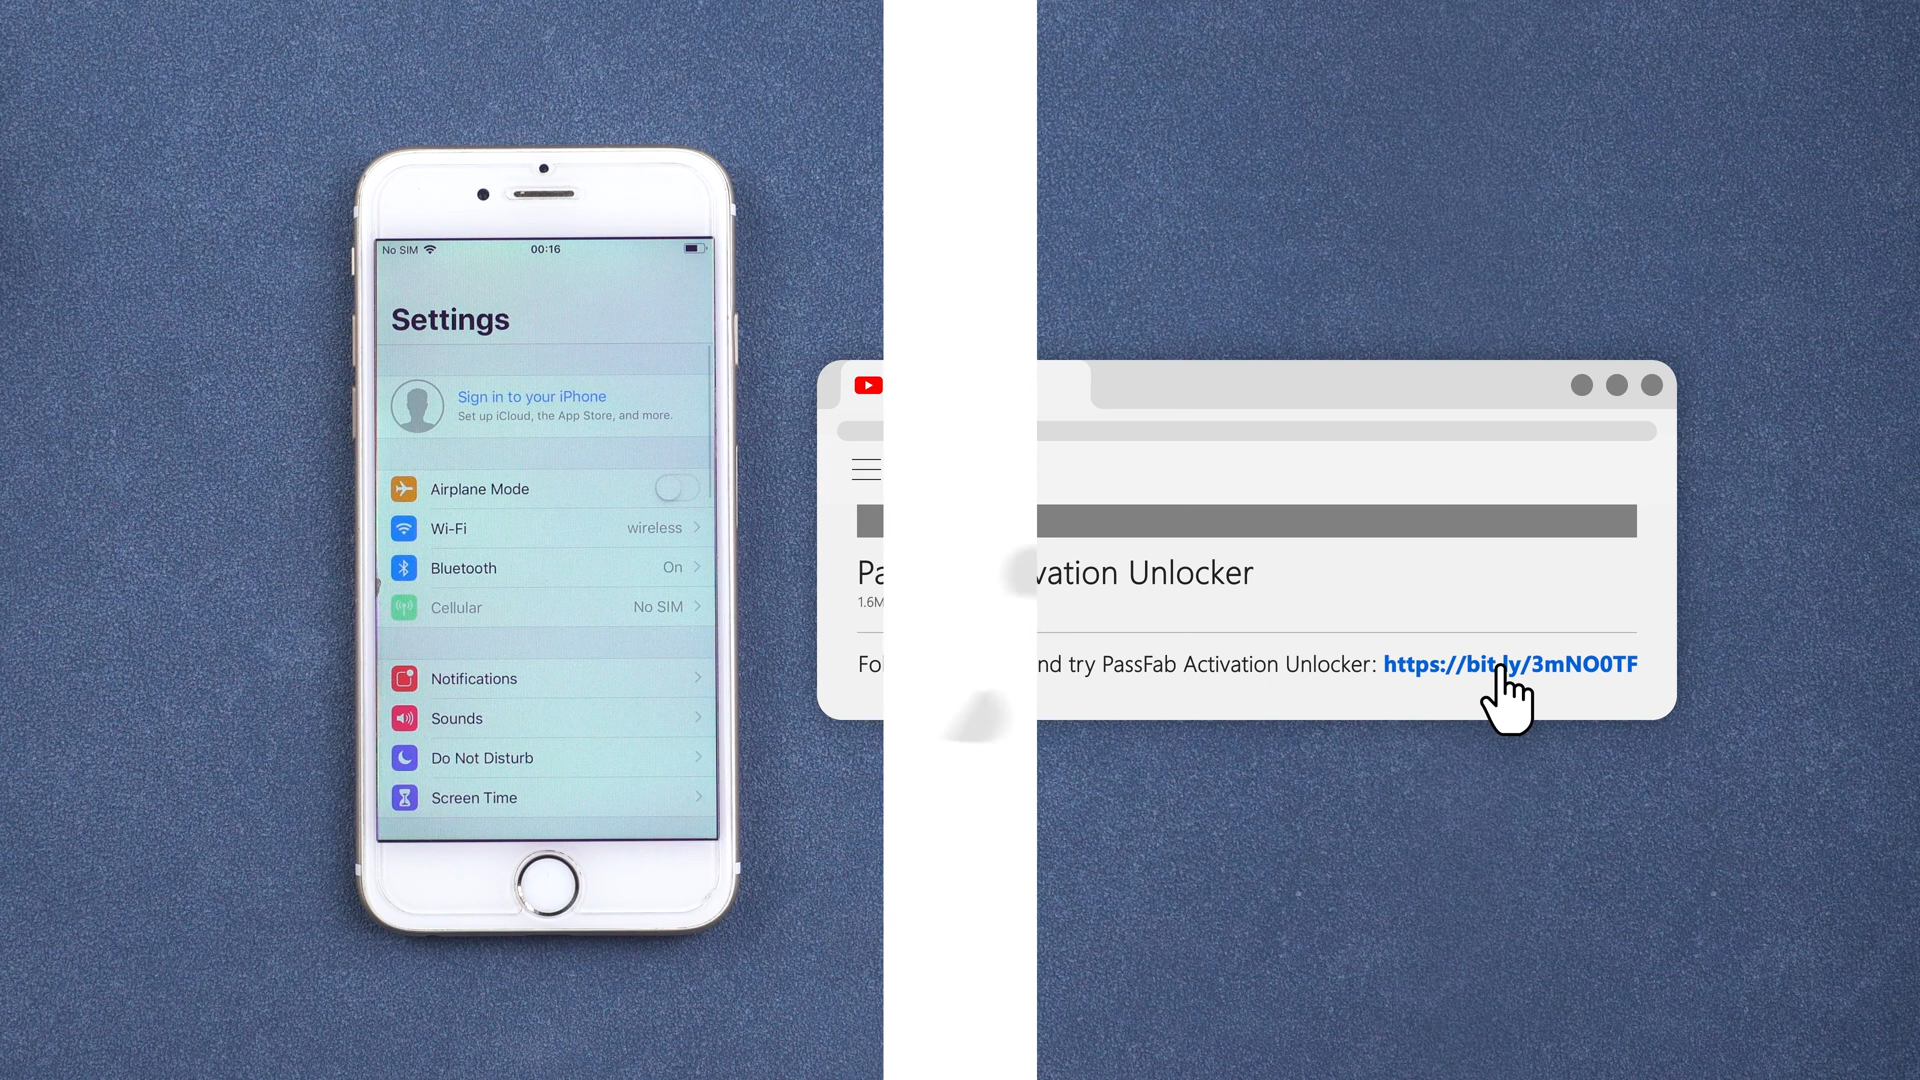 No SIM
00:16
Settings
Sign in to your iPhone
Set up iCloud, the App Store, and more.
Airplane Mode
Wi-Fi
wireless
Bluetooth
On
Cellular
No SIM
Notifications
Sounds
Do Not Disturb
Screen Time
Pa vation Unlocker
1.6M
Fol nd try PassFab Activation Unlocker: https://bit.ly/3mNO0TF